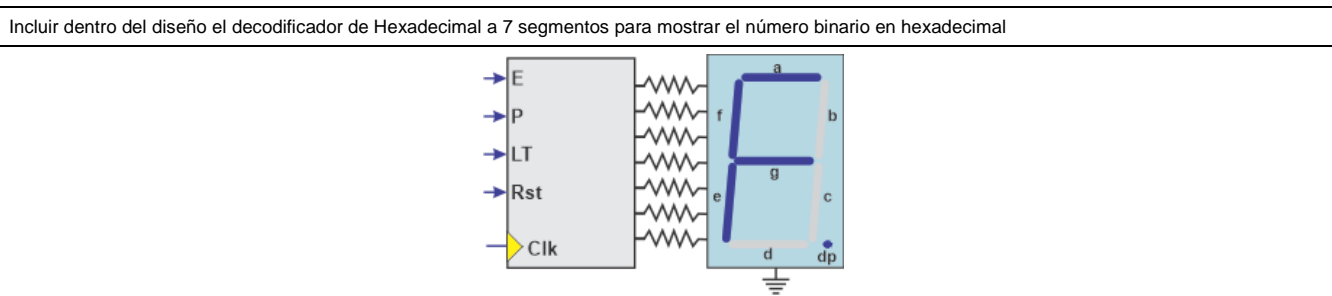 Incluir dentro del diseño el decodificador de Hexadecimal a 7 segmentos para mostrar el número binario en hexadecimal
E
P
LT
Rst
Clk
a
f
b
g
e
c
d
dp